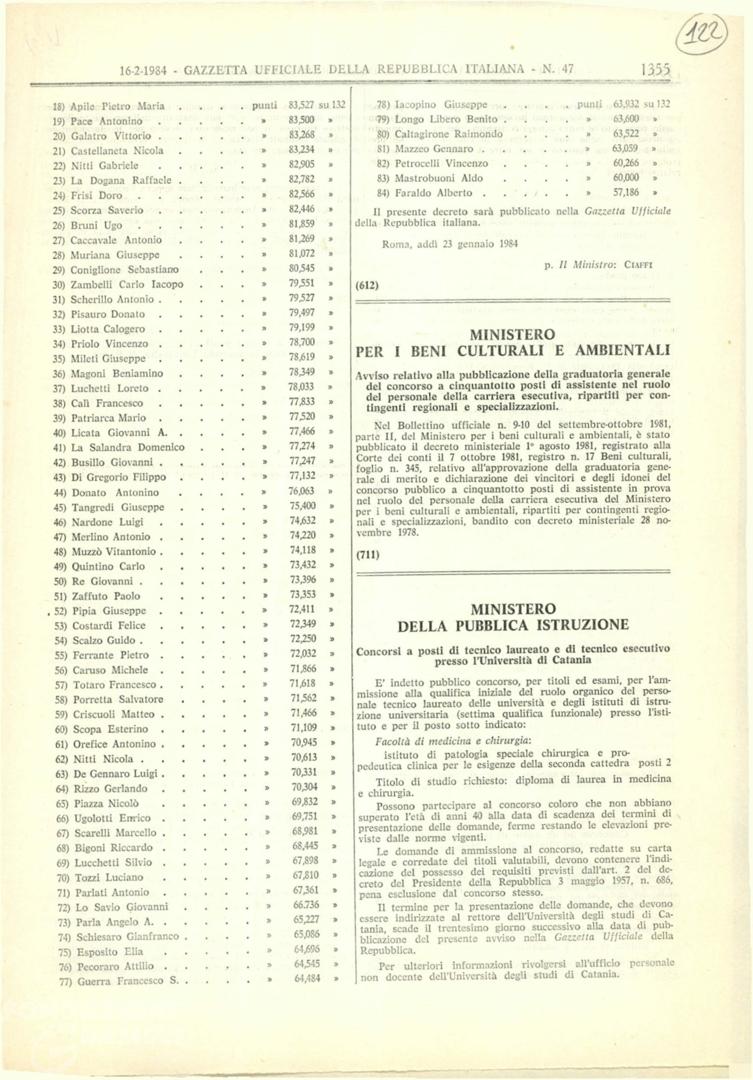 122
16-2-1984 - GAZZETTA UFFICIALE DELLA REPUBBLICA ITALIANA - N. 47 1355
18) Apile Pietro Maria . . . . punti 83,527 su 132
19) Pace Antonino . . . . . » 83,500 »
20) Galatro Vittorio . . . . . » 83,268 »
21) Castellaneta Nicola . . . . » 83,234 »
22) Nitti Gabriele . . . . . » 82,905 »
23) La Dogana Raffaele . . . . » 82,782 »
24) Frisi Doro . . . . . . » 82,566 »
25) Scorza Saverio . . . . . » 82,446 »
26) Bruni Ugo . . . . . . » 81,859 »
27) Caccavale Antonio . . . . » 81,269 »
28) Muriana Giuseppe . . . . » 81,072 »
29) Coniglione Sebastiano . . . » 80,545 »
30) Zambelli Carlo Iacopo . . . » 79,551 »
31) Scherillo Antonio . . . . . » 79,527 »
32) Pisauro Donato . . . . . » 79,497 »
33) Liotta Calogero . . . . . » 79,199 »
34) Priolo Vincenzo . . . . . » 78,700 »
35) Mileti Giuseppe . . . . . » 78,619 »
36) Magoni Beniamino . . . . » 78,349 »
37) Luchetti Loreto . . . . . » 78,033 »
38) Calì Francesco . . . . . » 77,833 »
39) Patriarca Mario . . . . . » 77,520 »
40) Licata Giovanni A. . . . . » 77,466 »
41) La Salandra Domenico . . . » 77,274 »
42) Busillo Giovanni . . . . . » 77,247 »
43) Di Gregorio Filippo . . . . » 77,132 »
44) Donato Antonino . . . . » 76,063 »
45) Tangredi Giuseppe . . . . » 75,400 »
46) Nardone Luigi . . . . . » 74,632 »
47) Merlino Antonio . . . . . » 74,220 »
48) Muzzò Vitantonio . . . . . » 74,118 »
49) Quintino Carlo . . . . . » 73,432 »
50) Re Giovanni . . . . . . » 73,396 »
51) Zaffuto Paolo . . . . . » 73,353 »
52) Pipia Giuseppe . . . . . » 72,411 »
53) Costardi Felice . . . . . » 72,349 »
54) Scalzo Guido . . . . . . » 72,250 »
55) Ferrante Pietro . . . . . » 72,032 »
56) Caruso Michele . . . . . » 71,866 »
57) Totaro Francesco . . . . . » 71,618 »
58) Porretta Salvatore . . . . » 71,562 »
59) Criscuoli Matteo . . . . . » 71,466 »
60) Scopa Esterino . . . . . » 71,109 »
61) Orefice Antonino . . . . . » 70,945 »
62) Nitti Nicola . . . . . . » 70,613 »
63) De Gennaro Luigi . . . . . » 70,331 »
64) Rizzo Gerlando . . . . . » 70,304 »
65) Piazza Nicolò . . . . . » 69,832 »
66) Ugolotti Enrico . . . . . » 69,751 »
67) Scarelli Marcello . . . . . » 68,981 »
68) Bigoni Riccardo . . . . . » 68,445 »
69) Lucchetti Silvio . . . . . » 67,898 »
70) Tozzi Luciano . . . . . » 67,810 »
71) Parlati Antonio . . . . . » 67,361 »
72) Lo Savio Giovanni . . . . » 66.736 »
73) Parla Angelo A. . . . . . » 65,227 »
74) Schiesaro Gianfranco . . . . » 65,086 »
75) Esposito Elia . . . . . » 64,696 »
76) Pecoraro Attilio . . . . . » 64,545 »
77) Guerra Francesco S. . . . . » 64,484 »
78) Iacopino Giuseppe . . . . punti 63,932 su 132
79) Longo Libero Benito . . . . » 63,600 »
80) Caltagirone Raimondo . . . » 63,522 »
81) Mazzeo Gennaro . . . . . » 63,059 »
82) Petrocelli Vincenzo . . . . » 60,266 »
83) Mastrobuoni Aldo . . . . » 60,000 »
84) Faraldo Alberto . . . . . » 57,186 »
Il presente decreto sarà pubblicato nella Gazzetta Ufficiale
della Repubblica italiana.
Roma, addì 23 gennaio 1984
p. Il Ministro: CIAFFI
(612)
MINISTERO
PER I BENI CULTURALI E AMBIENTALI
Avviso relativo alla pubblicazione della graduatoria generale
del concorso a cinquantotto posti di assistente nel ruolo
del personale della carriera esecutiva, ripartiti per con-
tingenti regionali e specializzazioni.
Nel Bollettino ufficiale n. 9-10 del settembre-ottobre 1981,
parte II, del Ministero per i beni culturali e ambientali, è stato
pubblicato il decreto ministeriale 1° agosto 1981, registrato alla
Corte dei conti il 7 ottobre 1981, registro n. 17 Beni culturali,
foglio n. 345, relativo all'approvazione della graduatoria gene-
rale di merito e dichiarazione dei vincitori e degli idonei del
concorso pubblico a cinquantotto posti di assistente in prova
nel ruolo del personale della carriera esecutiva del Ministero
per i beni culturali e ambientali, ripartiti per contingenti regio-
nali e specializzazioni, bandito con decreto ministeriale 28 no-
vembre 1978.
(711)
MINISTERO
DELLA PUBBLICA ISTRUZIONE
Concorsi a posti di tecnico laureato e di tecnico esecutivo
presso l'Università di Catania
E' indetto pubblico concorso, per titoli ed esami, per l'am-
missione alla qualifica iniziale del ruolo organico del perso-
nale tecnico laureato delle università e degli istituti di istru-
zione universitaria (settima qualifica funzionale) presso l'isti-
tuto e per il posto sotto indicato:
Facoltà di medicina e chirurgia:
istituto di patologia speciale chirurgica e pro-
pedeutica clinica per le esigenze della seconda cattedra posti 2
Titolo di studio richiesto: diploma di laurea in medicina
e chirurgia.
Possono partecipare al concorso coloro che non abbiano
superato l'età di anni 40 alla data di scadenza dei termini di
presentazione delle domande, ferme restando le elevazioni pre-
viste dalle norme vigenti.
Le domande di ammissione al concorso, redatte su carta
legale e corredate dei titoli valutabili, devono contenere l'indi-
cazione del possesso dei requisiti previsti dall'art. 2 del de-
creto del Presidente della Repubblica 3 maggio 1957, n. 686,
pena esclusione dal concorso stesso.
Il termine per la presentazione delle domande, che devono
essere indirizzate al rettore dell'Università degli studi di Ca-
tania, scade il trentesimo giorno successivo alla data di pub-
blicazione del presente avviso nella Gazzetta Ufficiale della
Repubblica.
Per ulteriori informazioni rivolgersi all'ufficio personale
non docente dell'Università degli studi di Catania.